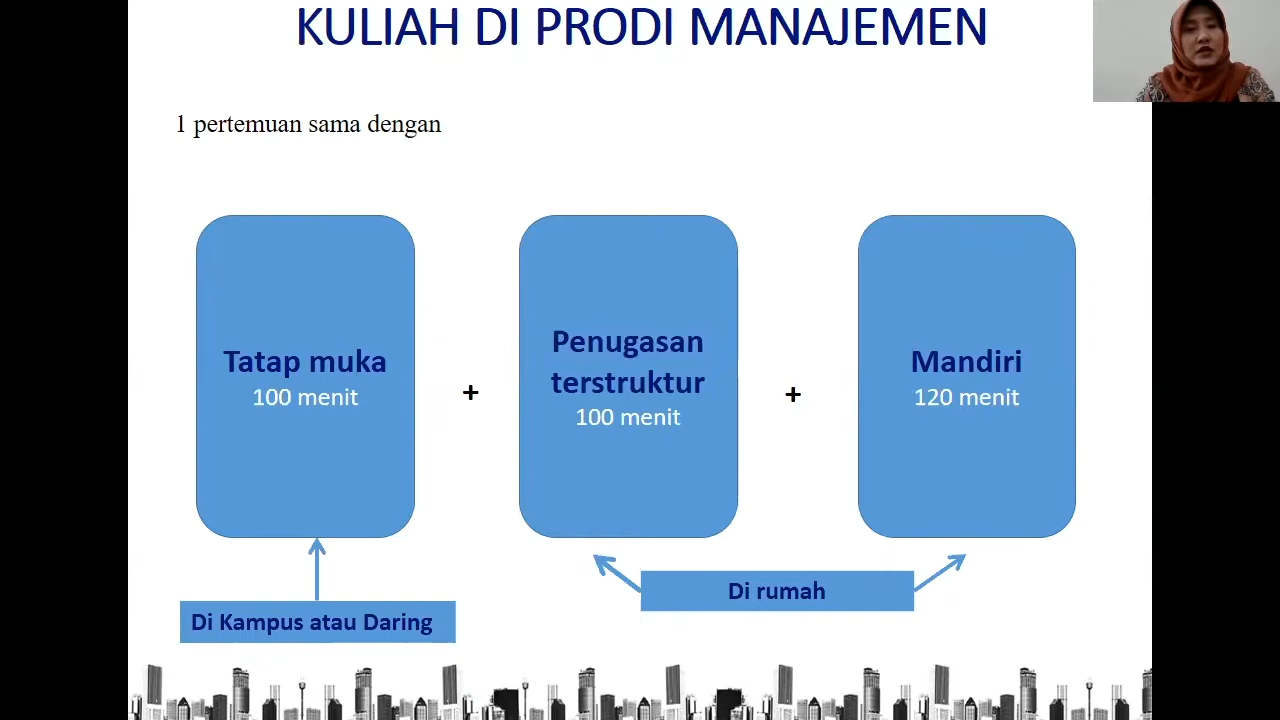 KULIAH DI PRODI MANAJEMEN
1 pertemuan sama dengan
Tatap muka
100 menit
+
Penugasan
terstruktur
100 menit
+
Mandiri
120 menit
Di Kampus atau Daring
Di rumah